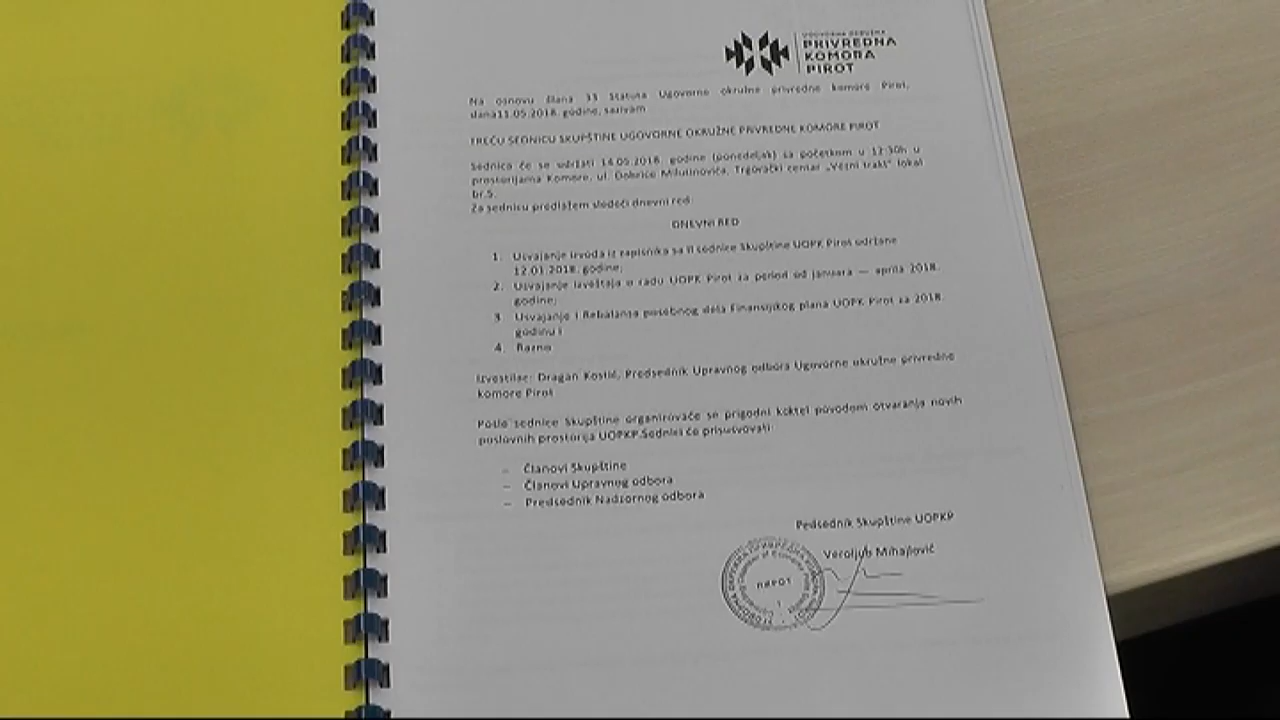 UGOVORNA OKRUŽNA
PRIVREDNA
KOMORA
PIROT
Na osnovu člana 33 Statuta Ugovorne okružne privredne komore Pirot,
dana11.05.2018. godine, sazivam
TREĆU SEDNICU SKUPŠTINE UGOVORNE OKRUŽNE PRIVREDNE KOMORE PIROT
Sednica će se održati 14.05.2018. godine (ponedeljak) sa početkom u 12:30h u
prostorijama Komore, ul. Dobrice Milutinovića, Trgovački centar „Vezni trakt“ lokal
br.5.
Za sednicu predlažem sledeći dnevni red:
DNEVNI RED
1. Usvajanje izvoda iz zapisnika sa II sednice Skupštine UOPK Pirot održane
12.01.2018. godine;
2. Usvajanje izveštaja o radu UOPK Pirot za period od januara — aprila 2018.
godine;
3. Usvajanje I Rebalansa posebnog dela Finansijkog plana UOPK Pirot za 2018.
godinu i
4. Razno
Izvestilac: Dragan Kostić, Predsednik Upravnog odbora Ugovorne okružne privredne
komore Pirot
Posle sednice Skupštine organizovaće se prigodni koktel povodom otvaranja novih
poslovnih prostorija UOPKP.Sednici će prisustvovati:
– Članovi Skupštine
– Članovi Upravnog odbora
– Predsednik Nadzornog odbora
Pedsednik Skupštine UOPKP
Veroljub Mihajlović
ПИРОТ